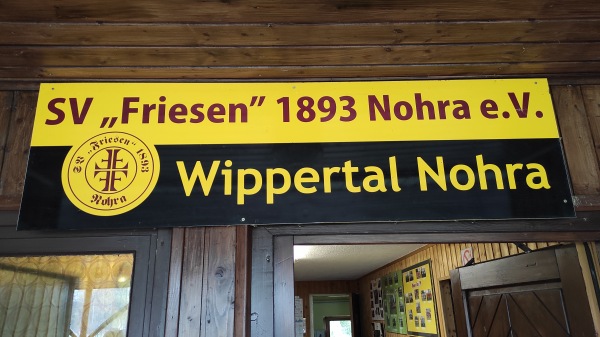 SV „Friesen” 1893 Nohra e.V.
Wippertal Nohra
SV „Friesen” 1893
Nohra